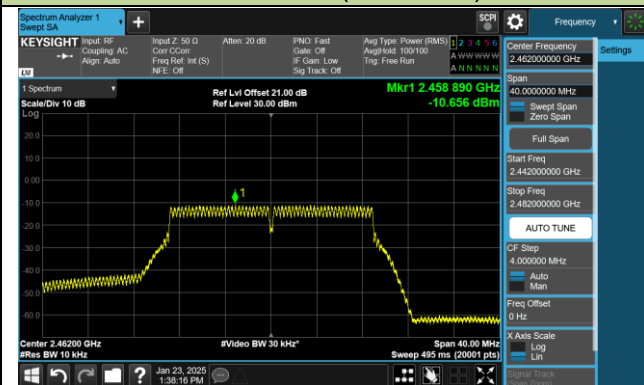 Spectrum Analyzer 1
Swept SA
+
SCPI
Frequency
KEYSIGHT
Input: RF
Coupling: AC
Align: Auto
Input Z: 50 Ω
Corr CCorr
Freq Ref: Int (S)
NFE: Off
Atten: 20 dB
PNO: Fast
Gate: Off
IF Gain: Low
Sig Track: Off
Avg Type: Power (RMS)
Avg|Hold: 100/100
Trig: Free Run
1 2 3 4 5 6
A W W W W W
A N N N N N
LXI
1 Spectrum
Scale/Div 10 dB
Log
Ref Lvl Offset 21.00 dB
Ref Level 30.00 dBm
Mkr1 2.458 890 GHz
-10.656 dBm
20.0
10.0
0.00
-10.0
-20.0
-30.0
-40.0
-50.0
-60.0
1
Center 2.46200 GHz
#Res BW 10 kHz
#Video BW 30 kHz*
Span 40.00 MHz
Sweep 495 ms (20001 pts)
Center Frequency
2.462000000 GHz
Settings
Span
40.0000000 MHz
Swept Span
Zero Span
Full Span
Start Freq
2.442000000 GHz
Stop Freq
2.482000000 GHz
AUTO TUNE
CF Step
4.000000 MHz
Auto
Man
Freq Offset
0 Hz
X Axis Scale
Log
Lin
Signal Track
?
Jan 23, 2025
1:38:16 PM